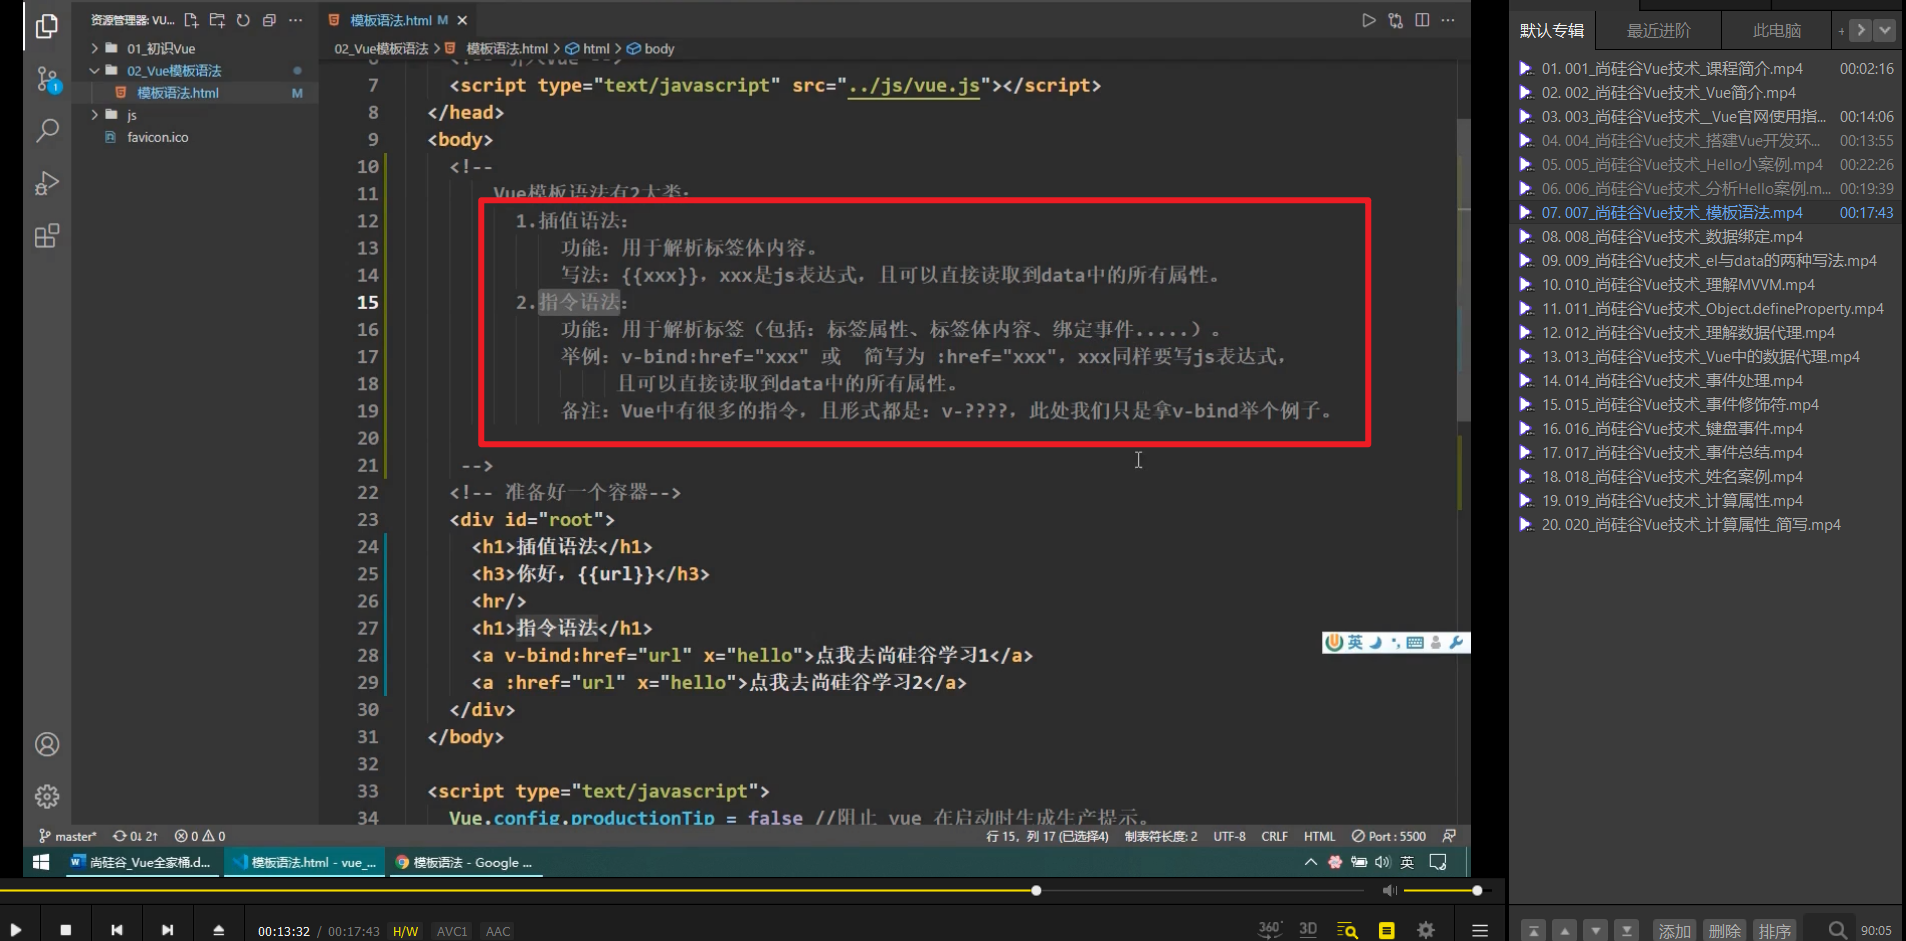 资源管理器: VU...
01_初识Vue
02_Vue模板语法
模板语法.html M
js
favicon.ico
模板语法.html M
02_Vue模板语法 > 模板语法.html > html > body
7 <script type="text/javascript" src="../js/vue.js"></script>
8 </head>
9 <body>
10 <!--
11 Vue模板语法有2大类:
12 1.插值语法:
13 功能: 用于解析标签体内容。
14 写法: {{xxx}}, xxx是js表达式, 且可以直接读取到data中的所有属性。
15 2.指令语法:
16 功能: 用于解析标签（包括: 标签属性、标签体内容、绑定事件.....）。
17 举例: v-bind:href="xxx" 或 简写为 :href="xxx", xxx同样要写js表达式,
18 且可以直接读取到data中的所有属性。
19 备注: Vue中有很多的指令, 且形式都是: v-????, 此处我们只是拿v-bind举个例子。
20
21 -->
22 <!-- 准备好一个容器-->
23 <div id="root">
24 <h1>插值语法</h1>
25 <h3>你好, {{url}}</h3>
26 <hr/>
27 <h1>指令语法</h1>
28 <a v-bind:href="url" x="hello">点我去尚硅谷学习1</a>
29 <a :href="url" x="hello">点我去尚硅谷学习2</a>
30 </div>
31 </body>
32
33 <script type="text/javascript">
34 Vue.config.productionTip = false //阻止 vue 在启动时生成生产提示。
英
1
master* 0↓ 2↑ 0 0
行 15, 列 17 (已选择4) 制表符长度: 2 UTF-8 CRLF HTML Port : 5500
尚硅谷_Vue全家桶.d...
模板语法.html - vue_...
模板语法 - Google ...
英
00:13:32 / 00:17:43 H/W AVC1 AAC
360° 3D
默认专辑 最近进阶 此电脑 +
01. 001_尚硅谷Vue技术_课程简介.mp4 00:02:16
02. 002_尚硅谷Vue技术_Vue简介.mp4
03. 003_尚硅谷Vue技术__Vue官网使用指... 00:14:06
04. 004_尚硅谷Vue技术_搭建Vue开发环... 00:13:55
05. 005_尚硅谷Vue技术_Hello小案例.mp4 00:22:26
06. 006_尚硅谷Vue技术_分析Hello案例.m... 00:19:39
07. 007_尚硅谷Vue技术_模板语法.mp4 00:17:43
08. 008_尚硅谷Vue技术_数据绑定.mp4
09. 009_尚硅谷Vue技术_el与data的两种写法.mp4
10. 010_尚硅谷Vue技术_理解MVVM.mp4
11. 011_尚硅谷Vue技术_Object.defineProperty.mp4
12. 012_尚硅谷Vue技术_理解数据代理.mp4
13. 013_尚硅谷Vue技术_Vue中的数据代理.mp4
14. 014_尚硅谷Vue技术_事件处理.mp4
15. 015_尚硅谷Vue技术_事件修饰符.mp4
16. 016_尚硅谷Vue技术_键盘事件.mp4
17. 017_尚硅谷Vue技术_事件总结.mp4
18. 018_尚硅谷Vue技术_姓名案例.mp4
19. 019_尚硅谷Vue技术_计算属性.mp4
20. 020_尚硅谷Vue技术_计算属性_简写.mp4
添加 删除 排序 90:05